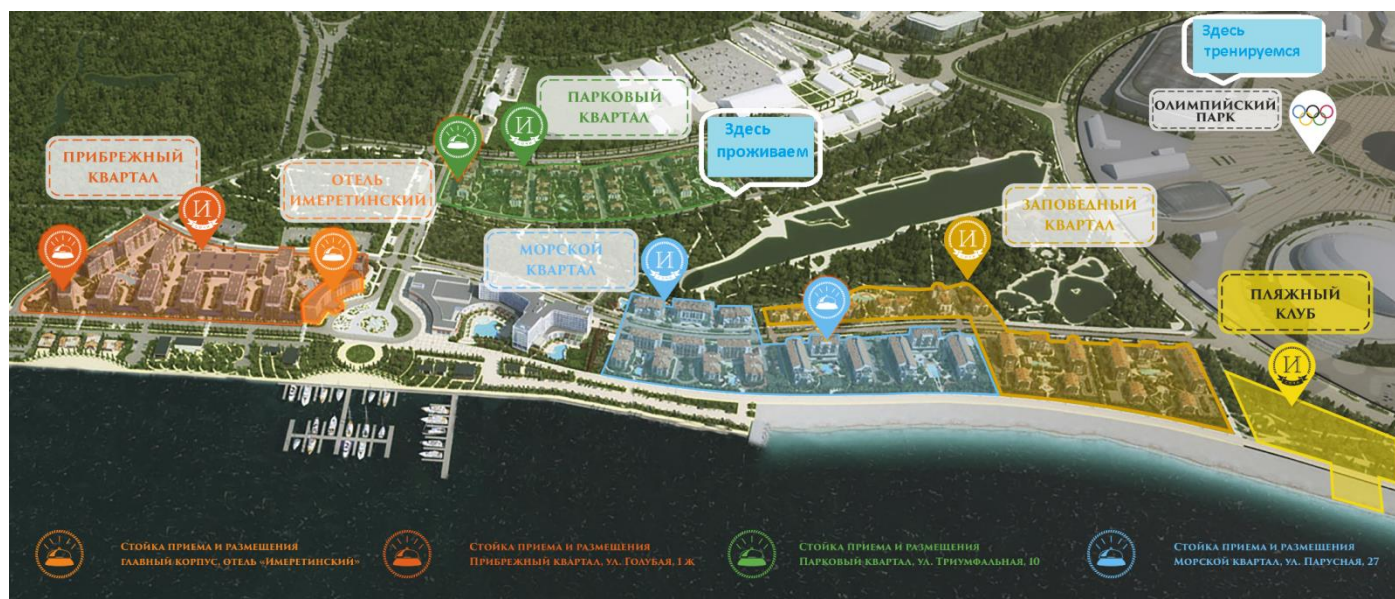 Здесь
тренируемся
ПАРКОВЫЙ
КВАРТАЛ
ОЛИМПИЙСКИЙ
ПАРК
Здесь
проживаем
ПРИБРЕЖНЫЙ
КВАРТАЛ
ОТЕЛЬ
ИМЕРЕТИНСКИЙ
ЗАПОВЕДНЫЙ
КВАРТАЛ
МОРСКОЙ
КВАРТАЛ
ПЛЯЖНЫЙ
КЛУБ
И
И
И
И
И
СТОЙКА ПРИЕМА И РАЗМЕЩЕНИЯ
ГЛАВНЫЙ КОРПУС, ОТЕЛЬ «ИМЕРЕТИНСКИЙ»
СТОЙКА ПРИЕМА И РАЗМЕЩЕНИЯ
ПРИБРЕЖНЫЙ КВАРТАЛ, УЛ. ГОЛУБАЯ, 1 Ж
СТОЙКА ПРИЕМА И РАЗМЕЩЕНИЯ
ПАРКОВЫЙ КВАРТАЛ, УЛ. ТРИУМФАЛЬНАЯ, 10
СТОЙКА ПРИЕМА И РАЗМЕЩЕНИЯ
МОРСКОЙ КВАРТАЛ, УЛ. ПАРУСНАЯ, 27